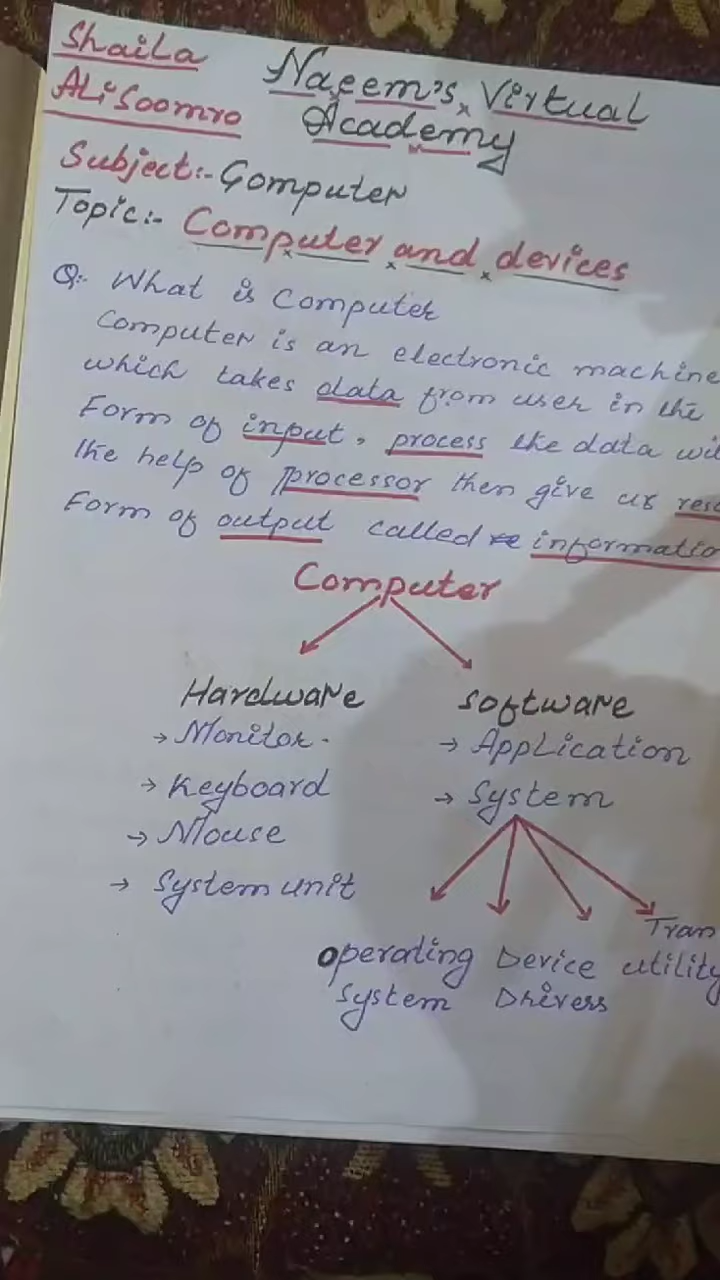 Shaila
Ali Soomro
Naeem's Virtual
Academy
Subject:- Computer
Topic:- Computer and devices
Q:- What is Computer
Computer is an electronic machine
which takes data from user in the
Form of input, process the data
the help of processor then give us
Form of output called information
Computer
Hardware
Software
→ Monitor.
→ Application
→ Keyboard
→ System
→ Mouse
→ System unit
Tran
Operating Device utility
System Drivers